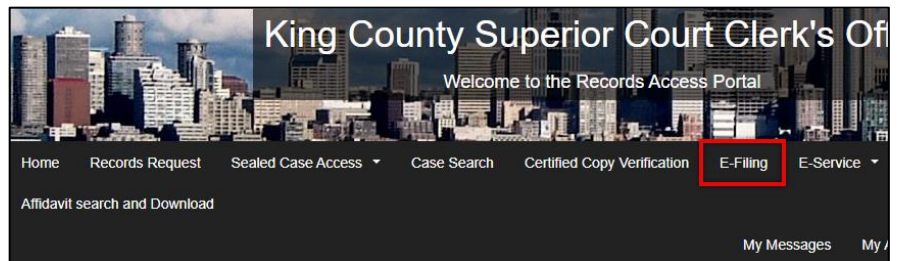 King County Superior Court Clerk's
Welcome to the Records Access Portal
Home Records Request Sealed Case Access Case Search Certified Copy Verification E-Filing E-Service
Affidavit search and Download
My Messages My